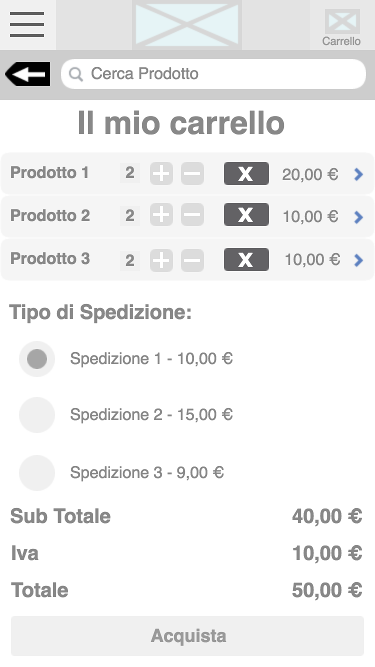 Carrello
Cerca Prodotto
Il mio carrello
Prodotto 1 2 + − X 20,00 €
Prodotto 2 2 + − X 10,00 €
Prodotto 3 2 + − X 10,00 €
Tipo di Spedizione:
Spedizione 1 - 10,00 €
Spedizione 2 - 15,00 €
Spedizione 3 - 9,00 €
Sub Totale 40,00 €
Iva 10,00 €
Totale 50,00 €
Acquista